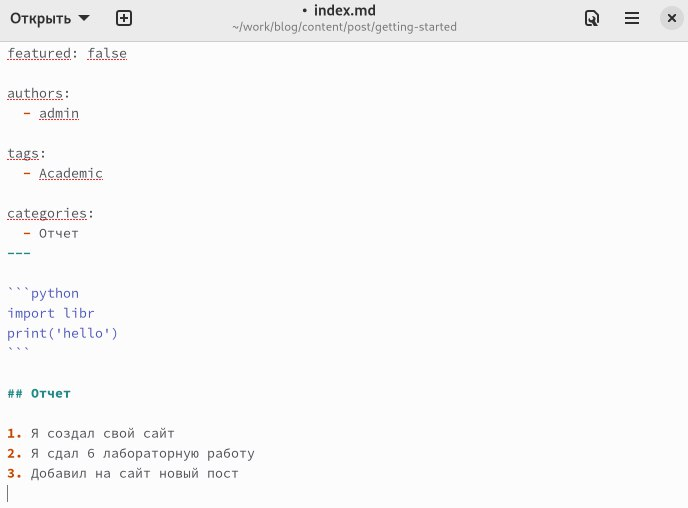 Открыть
• index.md
~/work/blog/content/post/getting-started
featured: false
authors:
- admin
tags:
- Academic
categories:
- Отчет
---
```python
import libr
print('hello')
```
## Отчет
1. Я создал свой сайт
2. Я сдал 6 лабораторную работу
3. Добавил на сайт новый пост